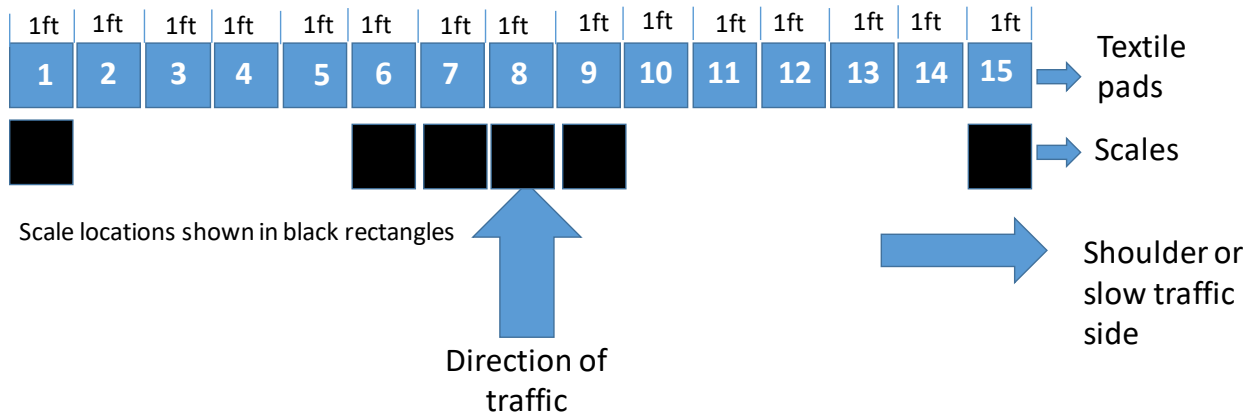 1ft 1ft 1ft 1ft 1ft 1ft 1ft 1ft 1ft 1ft 1ft 1ft 1ft 1ft 1ft
1 2 3 4 5 6 7 8 9 10 11 12 13 14 15
Textile
pads
Scales
Scale locations shown in black rectangles
Shoulder or
slow traffic
side
Direction of
traffic